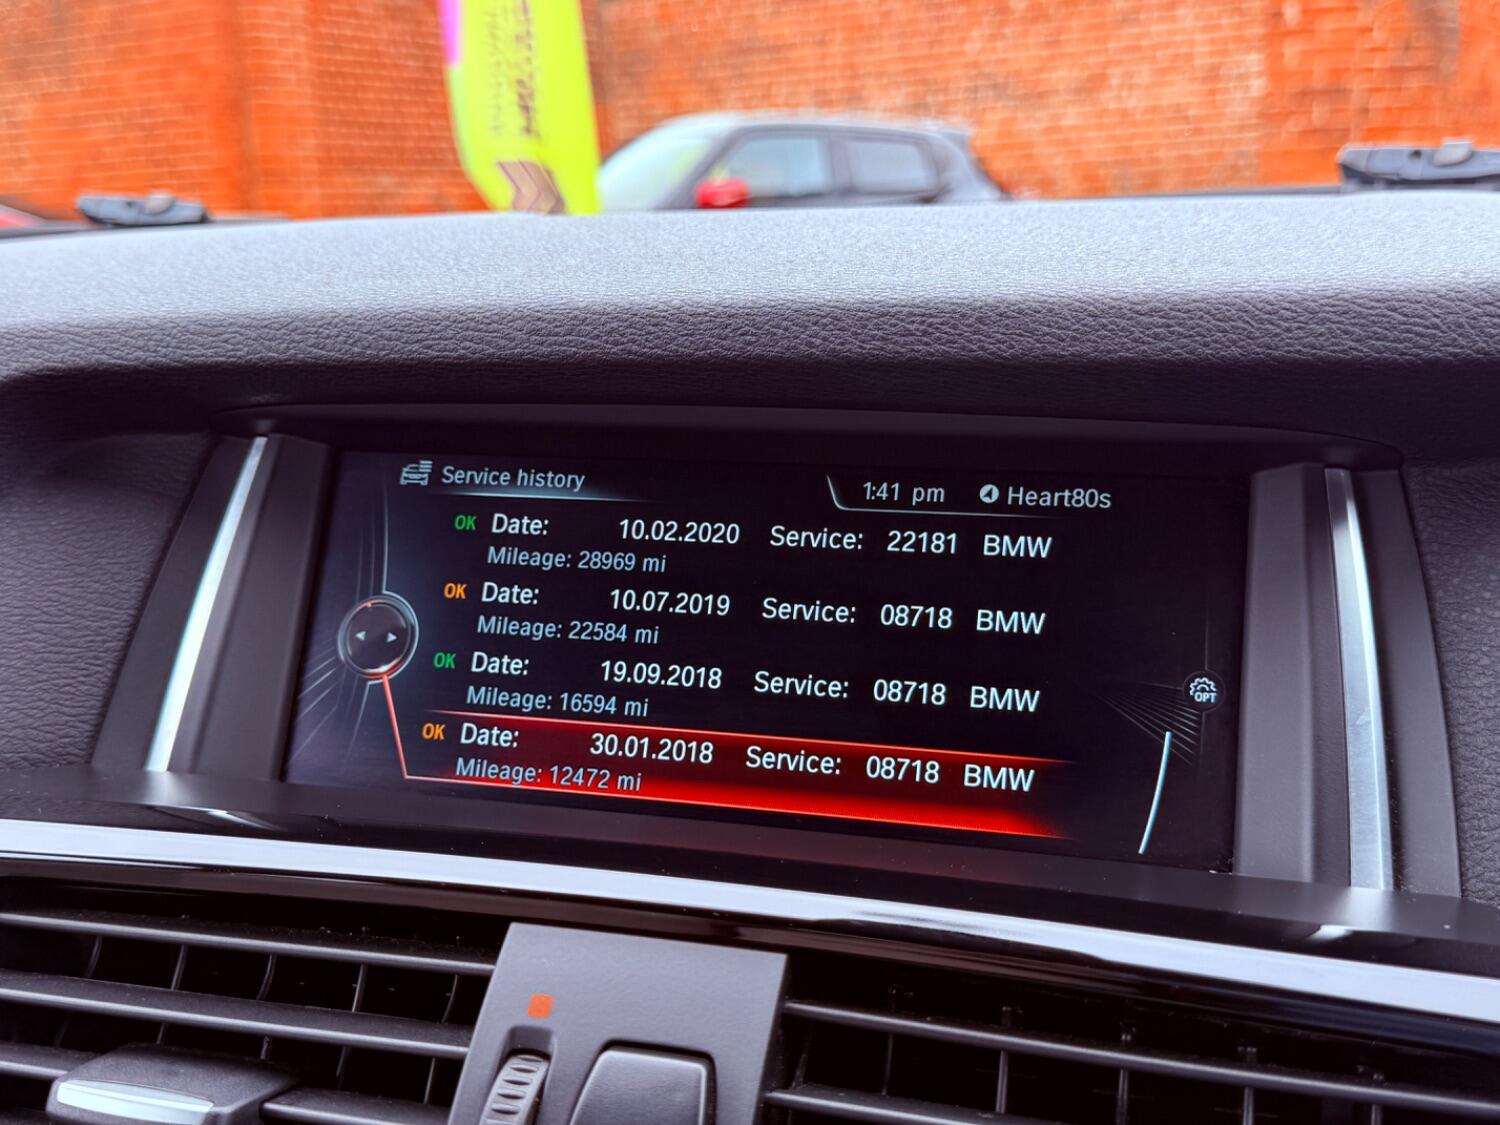 Service history
1:41 pm Heart80s
OK Date: 10.02.2020 Service: 22181 BMW
Mileage: 28969 mi
OK Date: 10.07.2019 Service: 08718 BMW
Mileage: 22584 mi
OK Date: 19.09.2018 Service: 08718 BMW
Mileage: 16594 mi
OPT
OK Date: 30.01.2018 Service: 08718 BMW
Mileage: 12472 mi